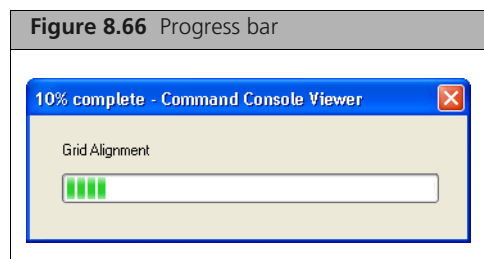 Figure 8.66 Progress bar
10% complete - Command Console Viewer
Grid Alignment